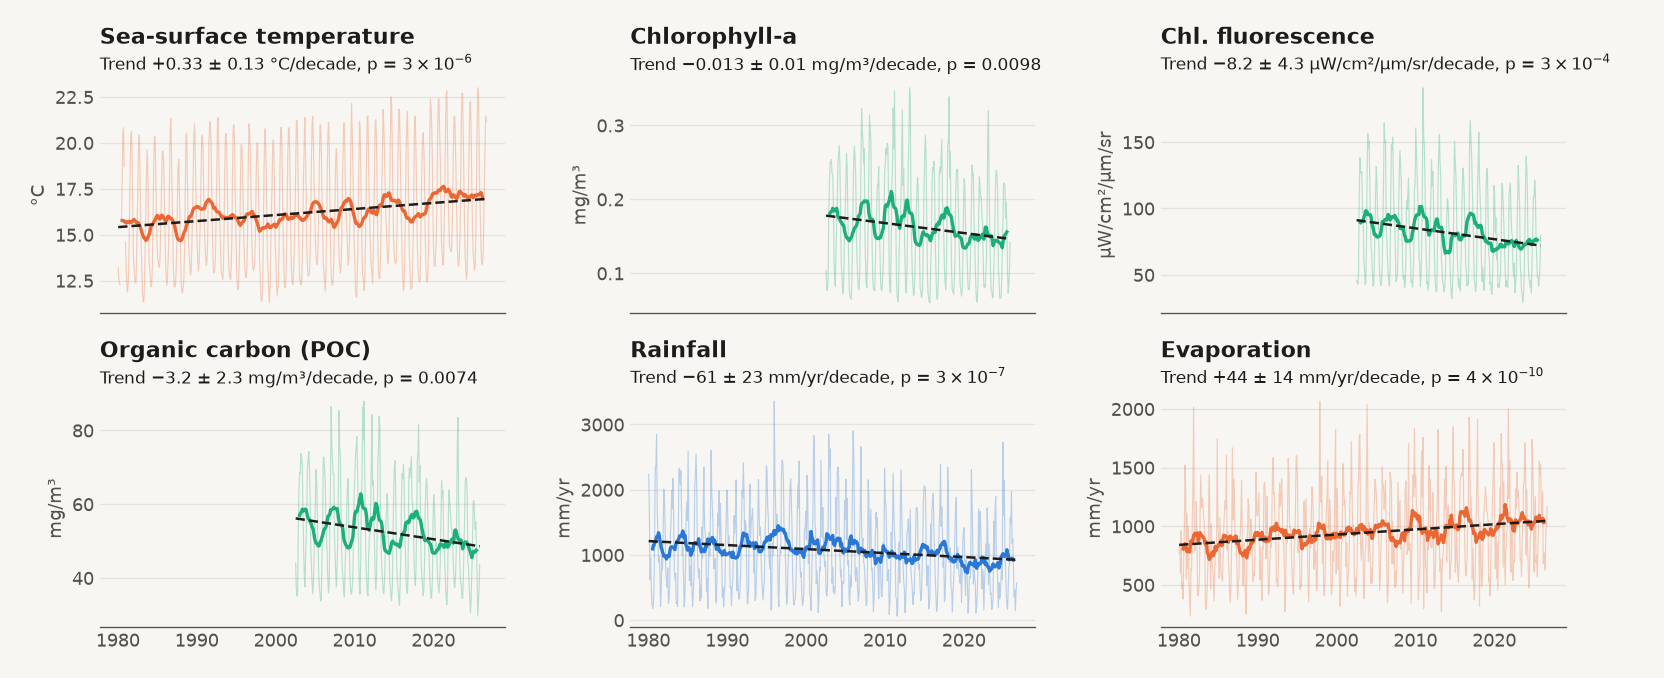 Sea-surface temperature
Trend +0.33 ± 0.13 °C/decade, p = 3 × 10⁻⁶
°C
22.5
20.0
17.5
15.0
12.5
Chlorophyll-a
Trend −0.013 ± 0.01 mg/m³/decade, p = 0.0098
mg/m³
0.3
0.2
0.1
Chl. fluorescence
Trend −8.2 ± 4.3 µW/cm²/µm/sr/decade, p = 3 × 10⁻⁴
µW/cm²/µm/sr
150
100
50
Organic carbon (POC)
Trend −3.2 ± 2.3 mg/m³/decade, p = 0.0074
mg/m³
80
60
40
1980 1990 2000 2010 2020
Rainfall
Trend −61 ± 23 mm/yr/decade, p = 3 × 10⁻⁷
mm/yr
3000
2000
1000
0
1980 1990 2000 2010 2020
Evaporation
Trend +44 ± 14 mm/yr/decade, p = 4 × 10⁻¹⁰
mm/yr
2000
1500
1000
500
1980 1990 2000 2010 2020